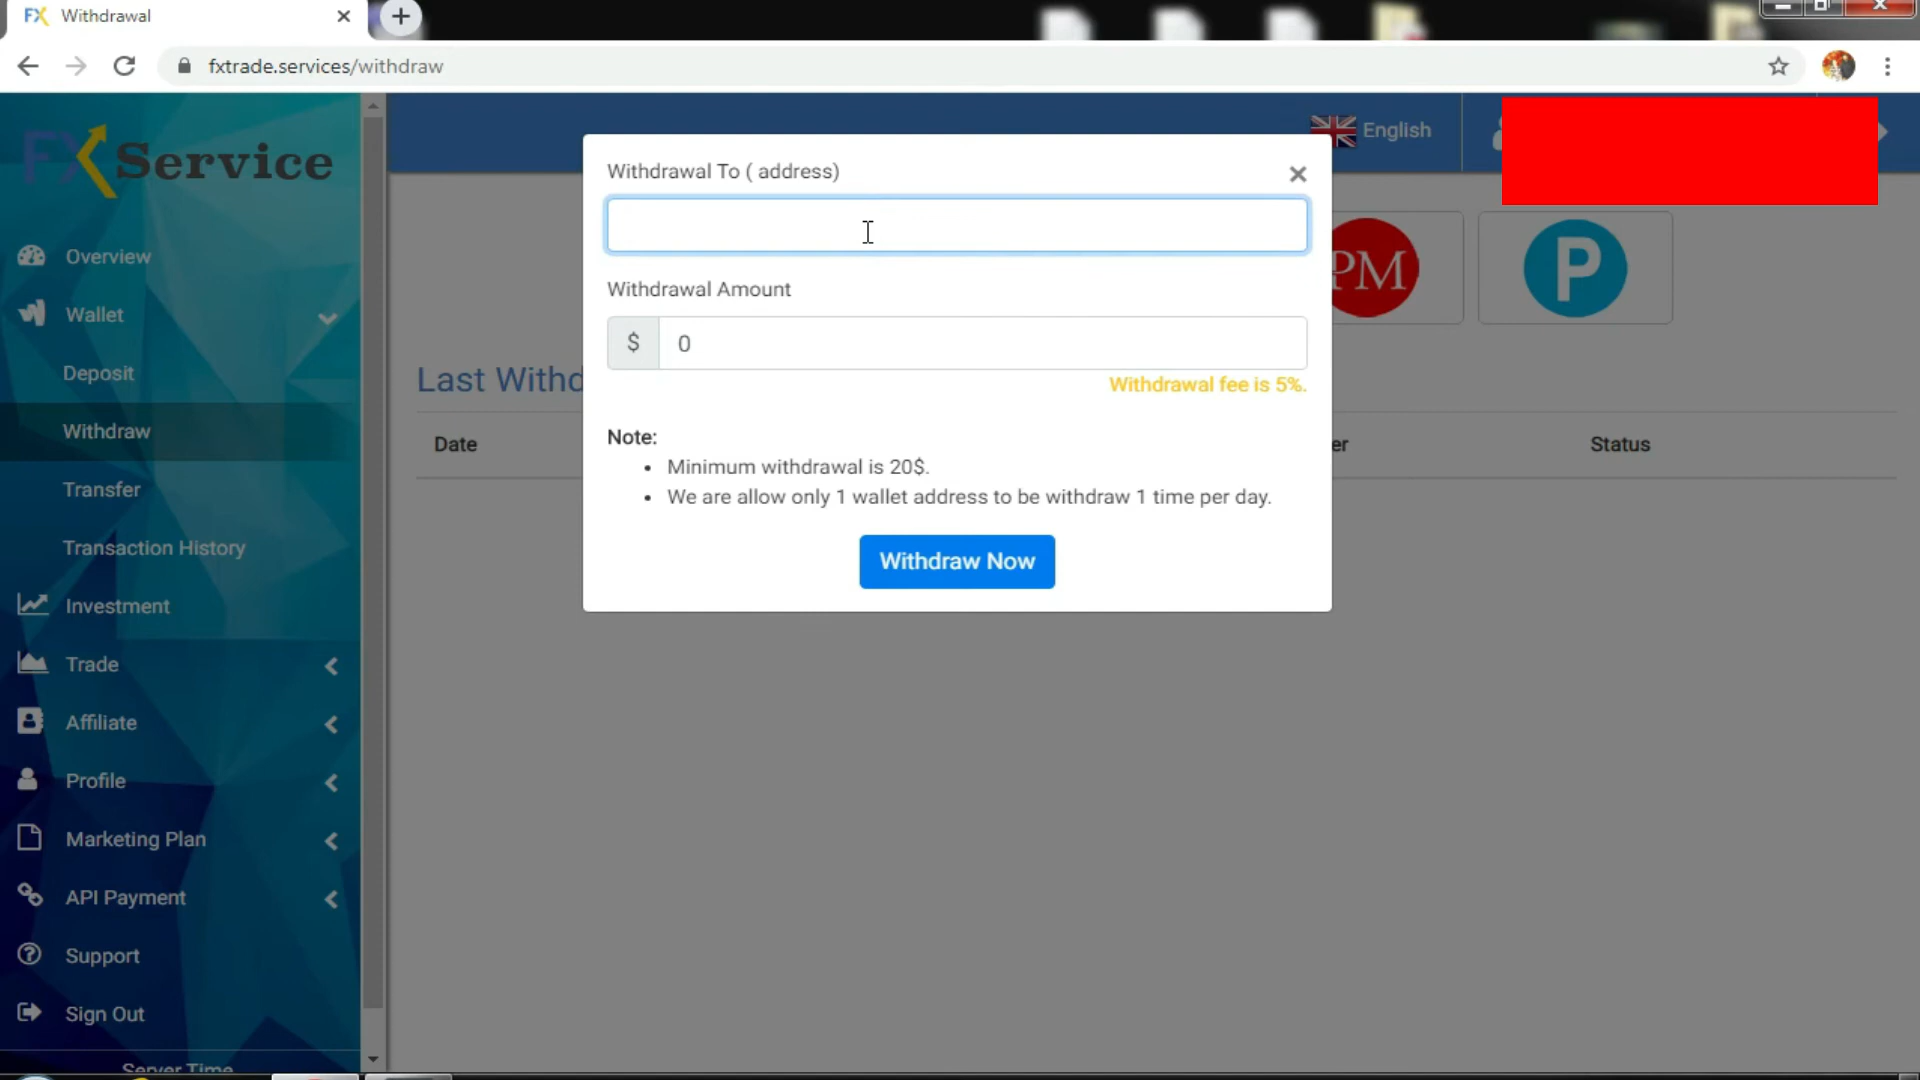 FX Withdrawal
fxtrade.services/withdraw
FX Service
English
Overview
Wallet
Deposit
Withdraw
Transfer
Transaction History
Investment
Trade
Affiliate
Profile
Marketing Plan
API Payment
Support
Sign Out
Server Time
Withdrawal To ( address)
Withdrawal Amount
$ 0
Withdrawal fee is 5%.
Note:
• Minimum withdrawal is 20$.
• We are allow only 1 wallet address to be withdraw 1 time per day.
Withdraw Now
PM
P
Last Withd
Date
er
Status